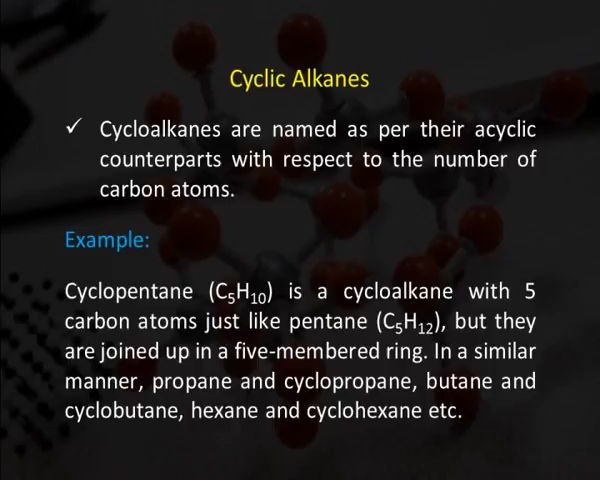 Cyclic Alkanes
✓ Cycloalkanes are named as per their acyclic
counterparts with respect to the number of
carbon atoms.
Example:
Cyclopentane (C₅H₁₀) is a cycloalkane with 5
carbon atoms just like pentane (C₅H₁₂), but they
are joined up in a five-membered ring. In a similar
manner, propane and cyclopropane, butane and
cyclobutane, hexane and cyclohexane etc.